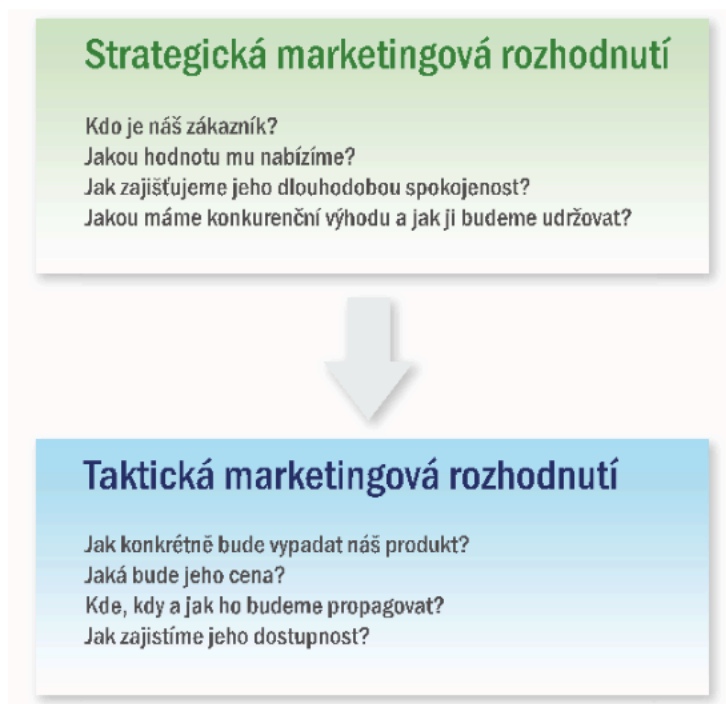 Strategická marketingová rozhodnutí
Kdo je náš zákazník?
Jakou hodnotu mu nabízíme?
Jak zajišťujeme jeho dlouhodobou spokojenost?
Jakou máme konkurenční výhodu a jak ji budeme udržovat?
Taktická marketingová rozhodnutí
Jak konkrétně bude vypadat náš produkt?
Jaká bude jeho cena?
Kde, kdy a jak ho budeme propagovat?
Jak zajistíme jeho dostupnost?